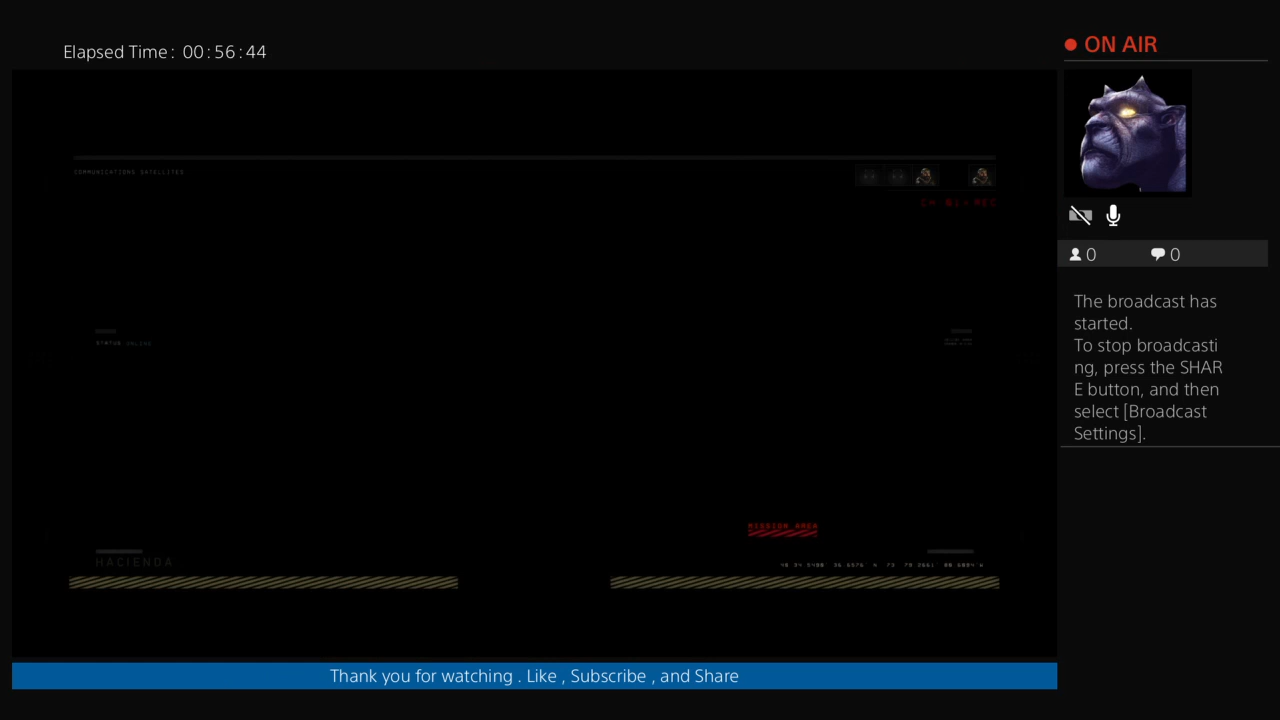 Elapsed Time: 00:56:44
ON AIR
COMMUNICATIONS SATELLITES
0 0
The broadcast has
started.
To stop broadcasti
ng, press the SHAR
E button, and then
select [Broadcast
Settings].
STATUS: ONLINE
MISSION AREA
HACIENDA
Thank you for watching . Like , Subscribe , and Share